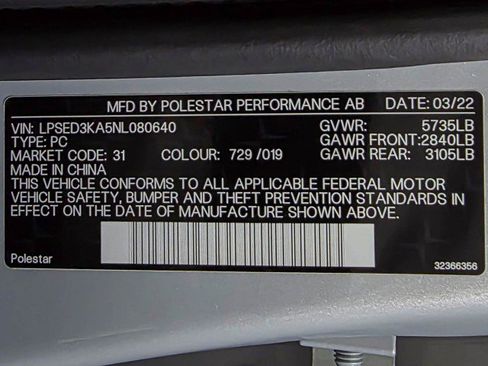 MFD BY POLESTAR PERFORMANCE AB DATE: 03/22
VIN: LPSED3KA5NL080640 GVWR: 5735LB
TYPE: PC GAWR FRONT:2840LB
MARKET CODE: 31 COLOUR: 729 /019 GAWR REAR: 3105LB
MADE IN CHINA
THIS VEHICLE CONFORMS TO ALL APPLICABLE FEDERAL MOTOR
VEHICLE SAFETY, BUMPER AND THEFT PREVENTION STANDARDS IN
EFFECT ON THE DATE OF MANUFACTURE SHOWN ABOVE.
Polestar 32366356